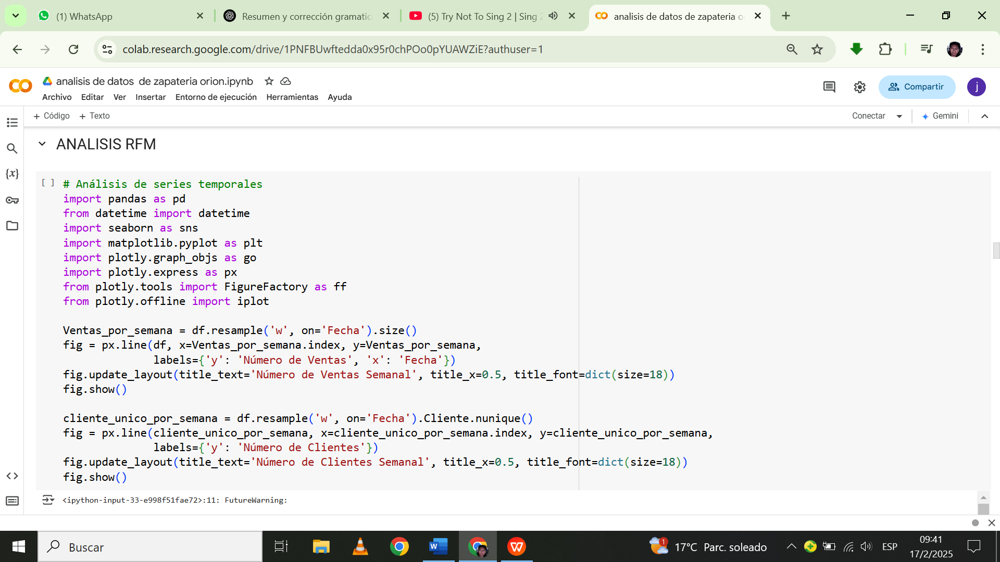 (1) WhatsApp
Resumen y corrección gramatic
(5) Try Not To Sing 2 | Sing 2
analisis de datos de zapateria o
colab.research.google.com/drive/1PNFBUwftedda0x95r0chPOo0pYUAWZiE?authuser=1
analisis de datos  de zapateria orion.ipynb
Archivo Editar Ver Insertar Entorno de ejecución Herramientas Ayuda
Compartir
j
+ Código + Texto
Conectar
Gemini
ANALISIS RFM
[ ] # Análisis de series temporales
import pandas as pd
from datetime import datetime
import seaborn as sns
import matplotlib.pyplot as plt
import plotly.graph_objs as go
import plotly.express as px
from plotly.tools import FigureFactory as ff
from plotly.offline import iplot
Ventas_por_semana = df.resample('w', on='Fecha').size()
fig = px.line(df, x=Ventas_por_semana.index, y=Ventas_por_semana,
labels={'y': 'Número de Ventas', 'x': 'Fecha'})
fig.update_layout(title_text='Número de Ventas Semanal', title_x=0.5, title_font=dict(size=18))
fig.show()
cliente_unico_por_semana = df.resample('w', on='Fecha').Cliente.nunique()
fig = px.line(cliente_unico_por_semana, x=cliente_unico_por_semana.index, y=cliente_unico_por_semana,
labels={'y': 'Número de Clientes'})
fig.update_layout(title_text='Número de Clientes Semanal', title_x=0.5, title_font=dict(size=18))
fig.show()
<ipython-input-33-e998f51fae72>:11: FutureWarning:
Buscar
1
17°C Parc. soleado
ESP
09:41
17/2/2025